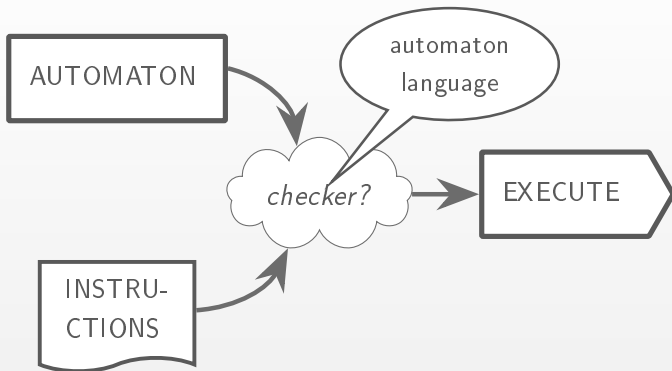 automaton
language
AUTOMATON
checker?
EXECUTE
INSTRU-
CTIONS